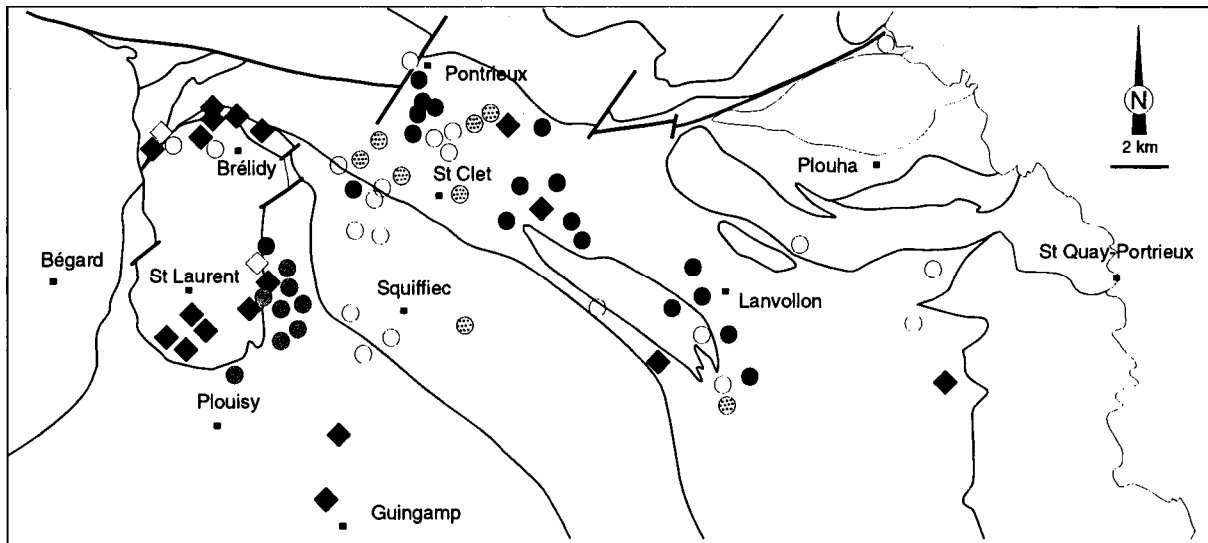 Pontrieux
N
2 km
Brélidy
St Clet
Plouha
Bégard
St Laurent
Squiffiec
Lanvollon
St Quay-Portrieux
Plouisy
Guingamp